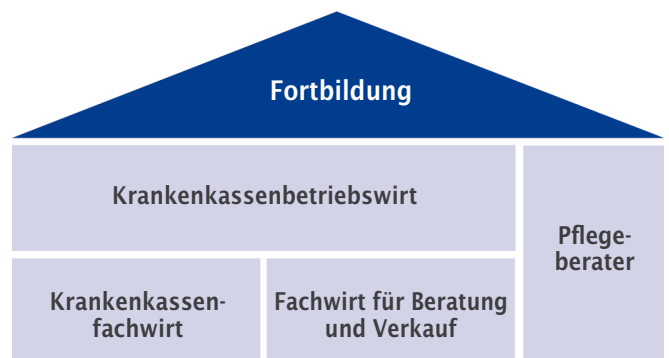 Fortbildung
Krankenkassenbetriebswirt
Pflege-
berater
Krankenkassen-
fachwirt
Fachwirt für Beratung
und Verkauf